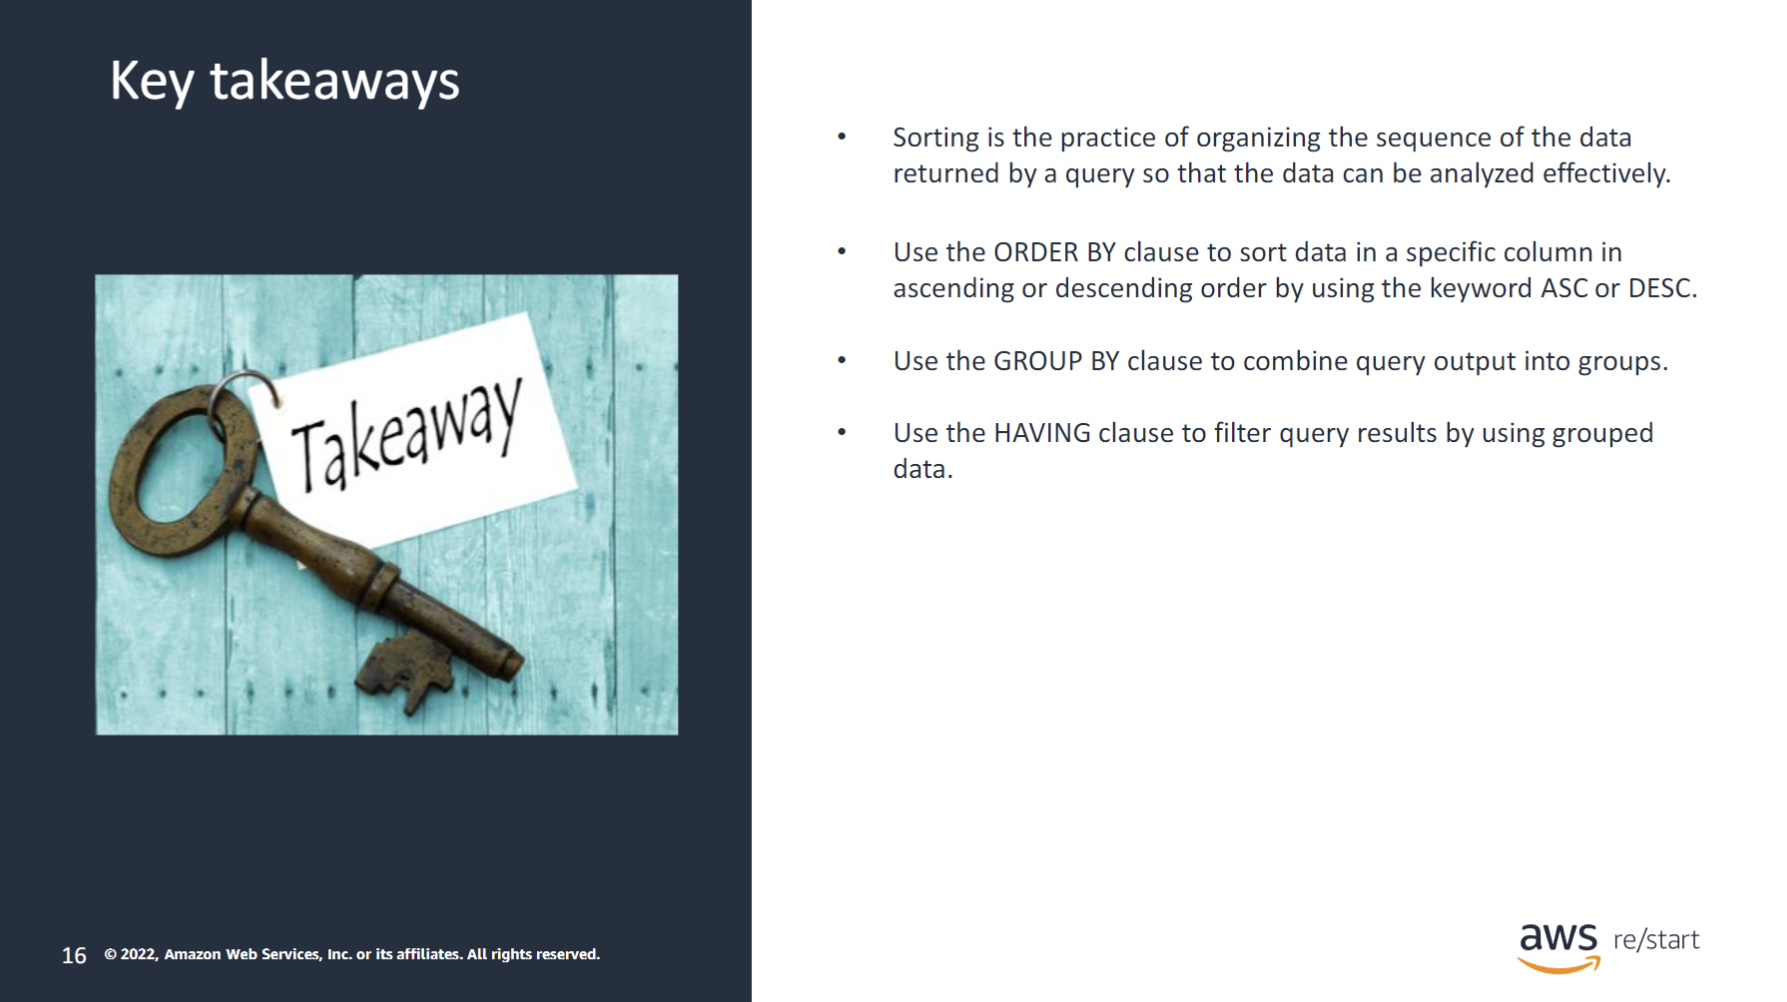 Key takeaways
Takeaway
• Sorting is the practice of organizing the sequence of the data
returned by a query so that the data can be analyzed effectively.
• Use the ORDER BY clause to sort data in a specific column in
ascending or descending order by using the keyword ASC or DESC.
• Use the GROUP BY clause to combine query output into groups.
• Use the HAVING clause to filter query results by using grouped
data.
16 © 2022, Amazon Web Services, Inc. or its affiliates. All rights reserved.
aws re/start